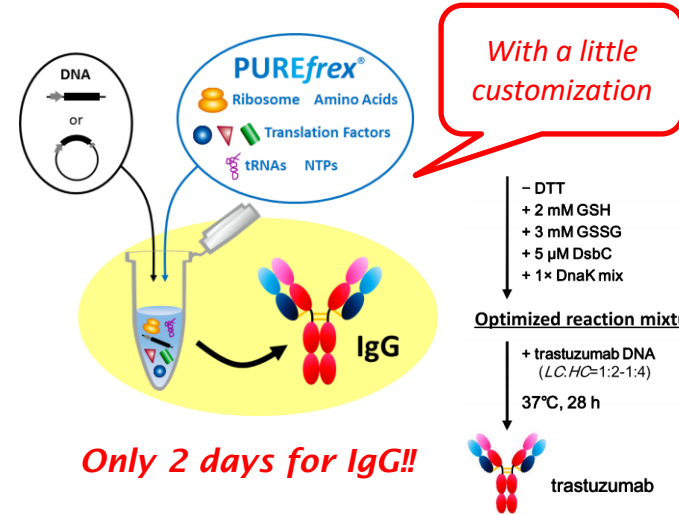 DNA
or
PUREfrex®
Ribosome Amino Acids
Translation Factors
tRNAs NTPs
With a little
customization
IgG
Only 2 days for IgG!!
− DTT
+ 2 mM GSH
+ 3 mM GSSG
+ 5 µM DsbC
+ 1× DnaK mix
Optimized reaction mixtu
+ trastuzumab DNA
(LC:HC=1:2-1:4)
37℃, 28 h
trastuzumab